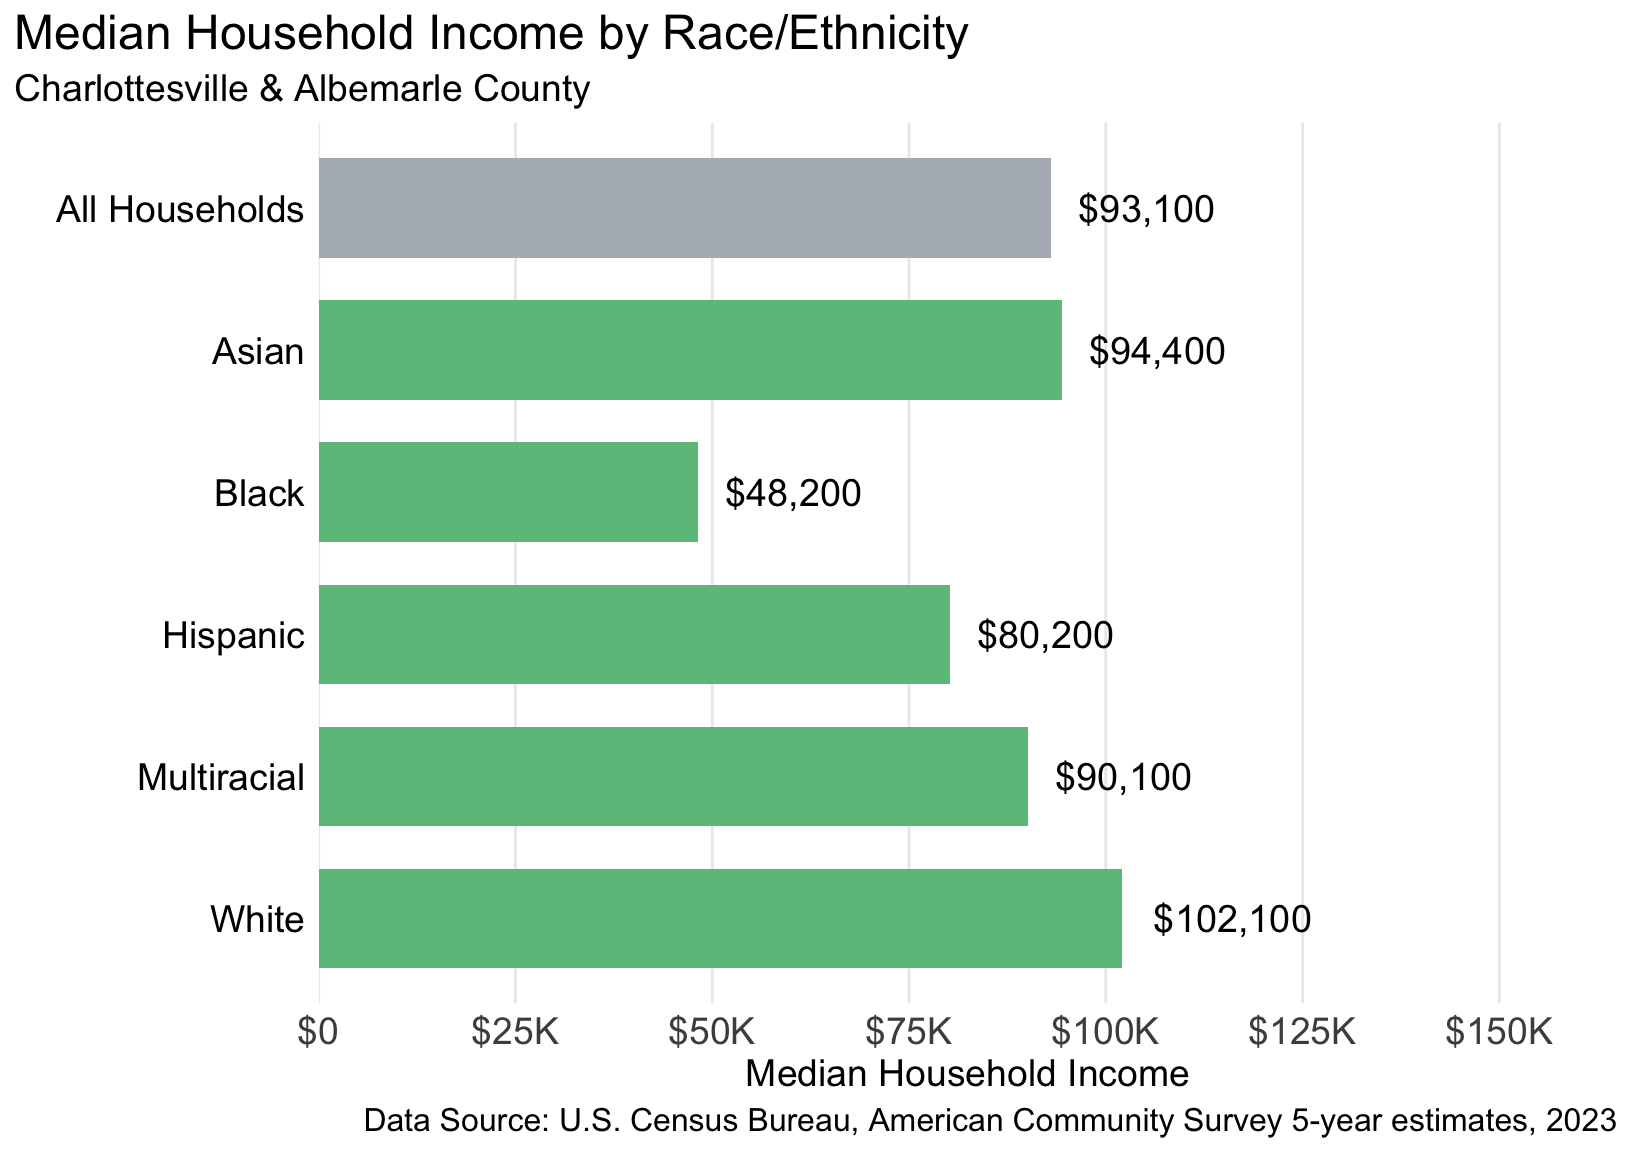 Median Household Income by Race/Ethnicity
Charlottesville & Albemarle County
All Households $93,100
Asian $94,400
Black $48,200
Hispanic $80,200
Multiracial $90,100
White $102,100
$0 $25K $50K $75K $100K $125K $150K
Median Household Income
Data Source: U.S. Census Bureau, American Community Survey 5-year estimates, 2023